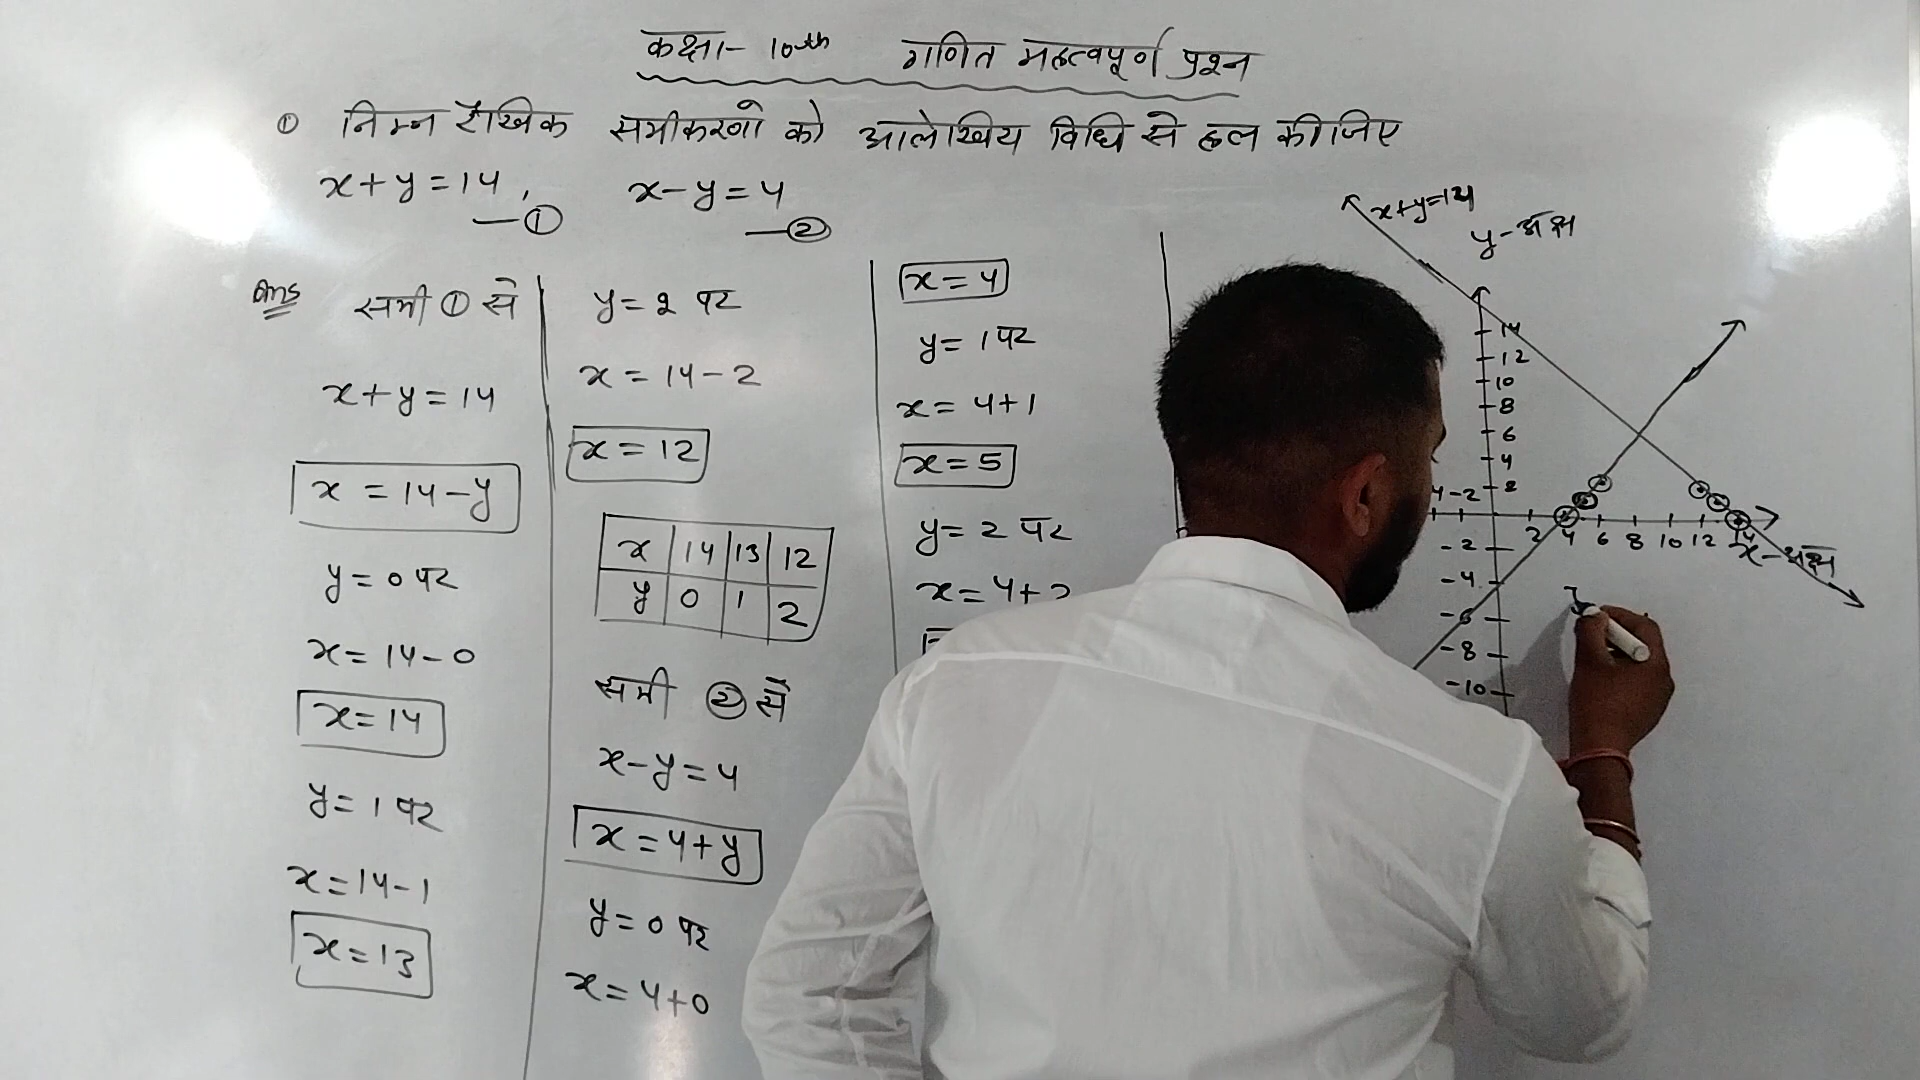 कक्षा- 10th गणित महत्वपूर्ण प्रश्न
① निम्न रैखिक समीकरणों को आलेखिय विधि से हल कीजिए
x+y=14, —① x-y=4 —②
Ans समी ① से
x+y=14
x=14-y
y=0 पर
x=14-0
x=14
y=1 पर
x=14-1
x=13
y=2 पर
x=14-2
x=12
x 14 13 12
y 0 1 2
समी ② से
x-y=4
x=4+y
y=0 पर
x=4+0
x=4
y=1 पर
x=4+1
x=5
y=2 पर
x=4+2
x+y=14
y-अक्ष
14
12
10
8
6
4
2
4 -2
2 4 6 8 10 12 14
x-अक्ष
-2
-4
-6
-8
-10